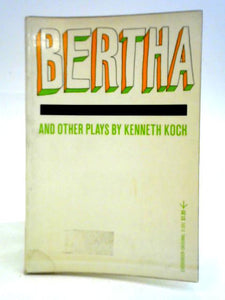 BERTHA
AND OTHER PLAYS BY KENNETH KOCH